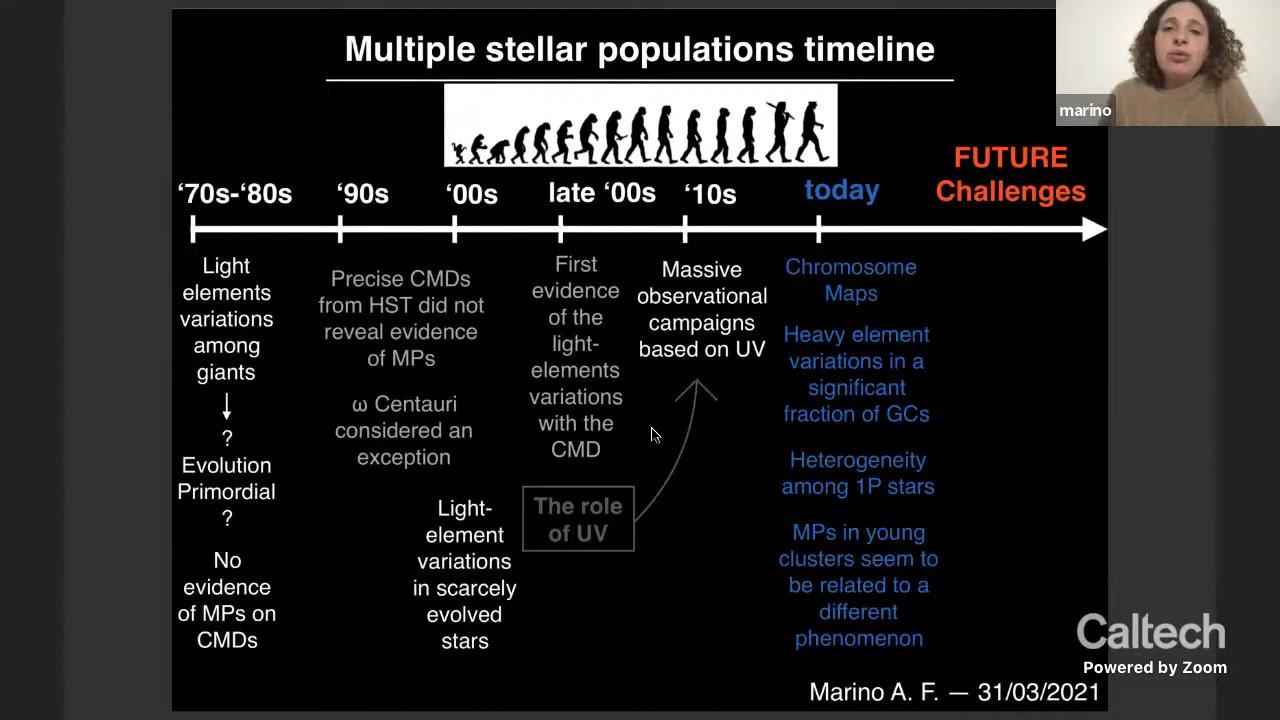 Multiple stellar populations timeline
marino
‘70s-‘80s
‘90s
‘00s
late ‘00s
‘10s
today
FUTURE
Challenges
Light
elements
variations
among
giants
?
Evolution
Primordial
?
No
evidence
of MPs on
CMDs
Precise CMDs
from HST did not
reveal evidence
of MPs
ω Centauri
considered an
exception
Light-
element
variations
in scarcely
evolved
stars
First
evidence
of the
light-
elements
variations
with the
CMD
The role
of UV
Massive
observational
campaigns
based on UV
Chromosome
Maps
Heavy element
variations in a
significant
fraction of GCs
Heterogeneity
among 1P stars
MPs in young
clusters seem to
be related to a
different
phenomenon
Caltech
Powered by Zoom
Marino A. F. — 31/03/2021